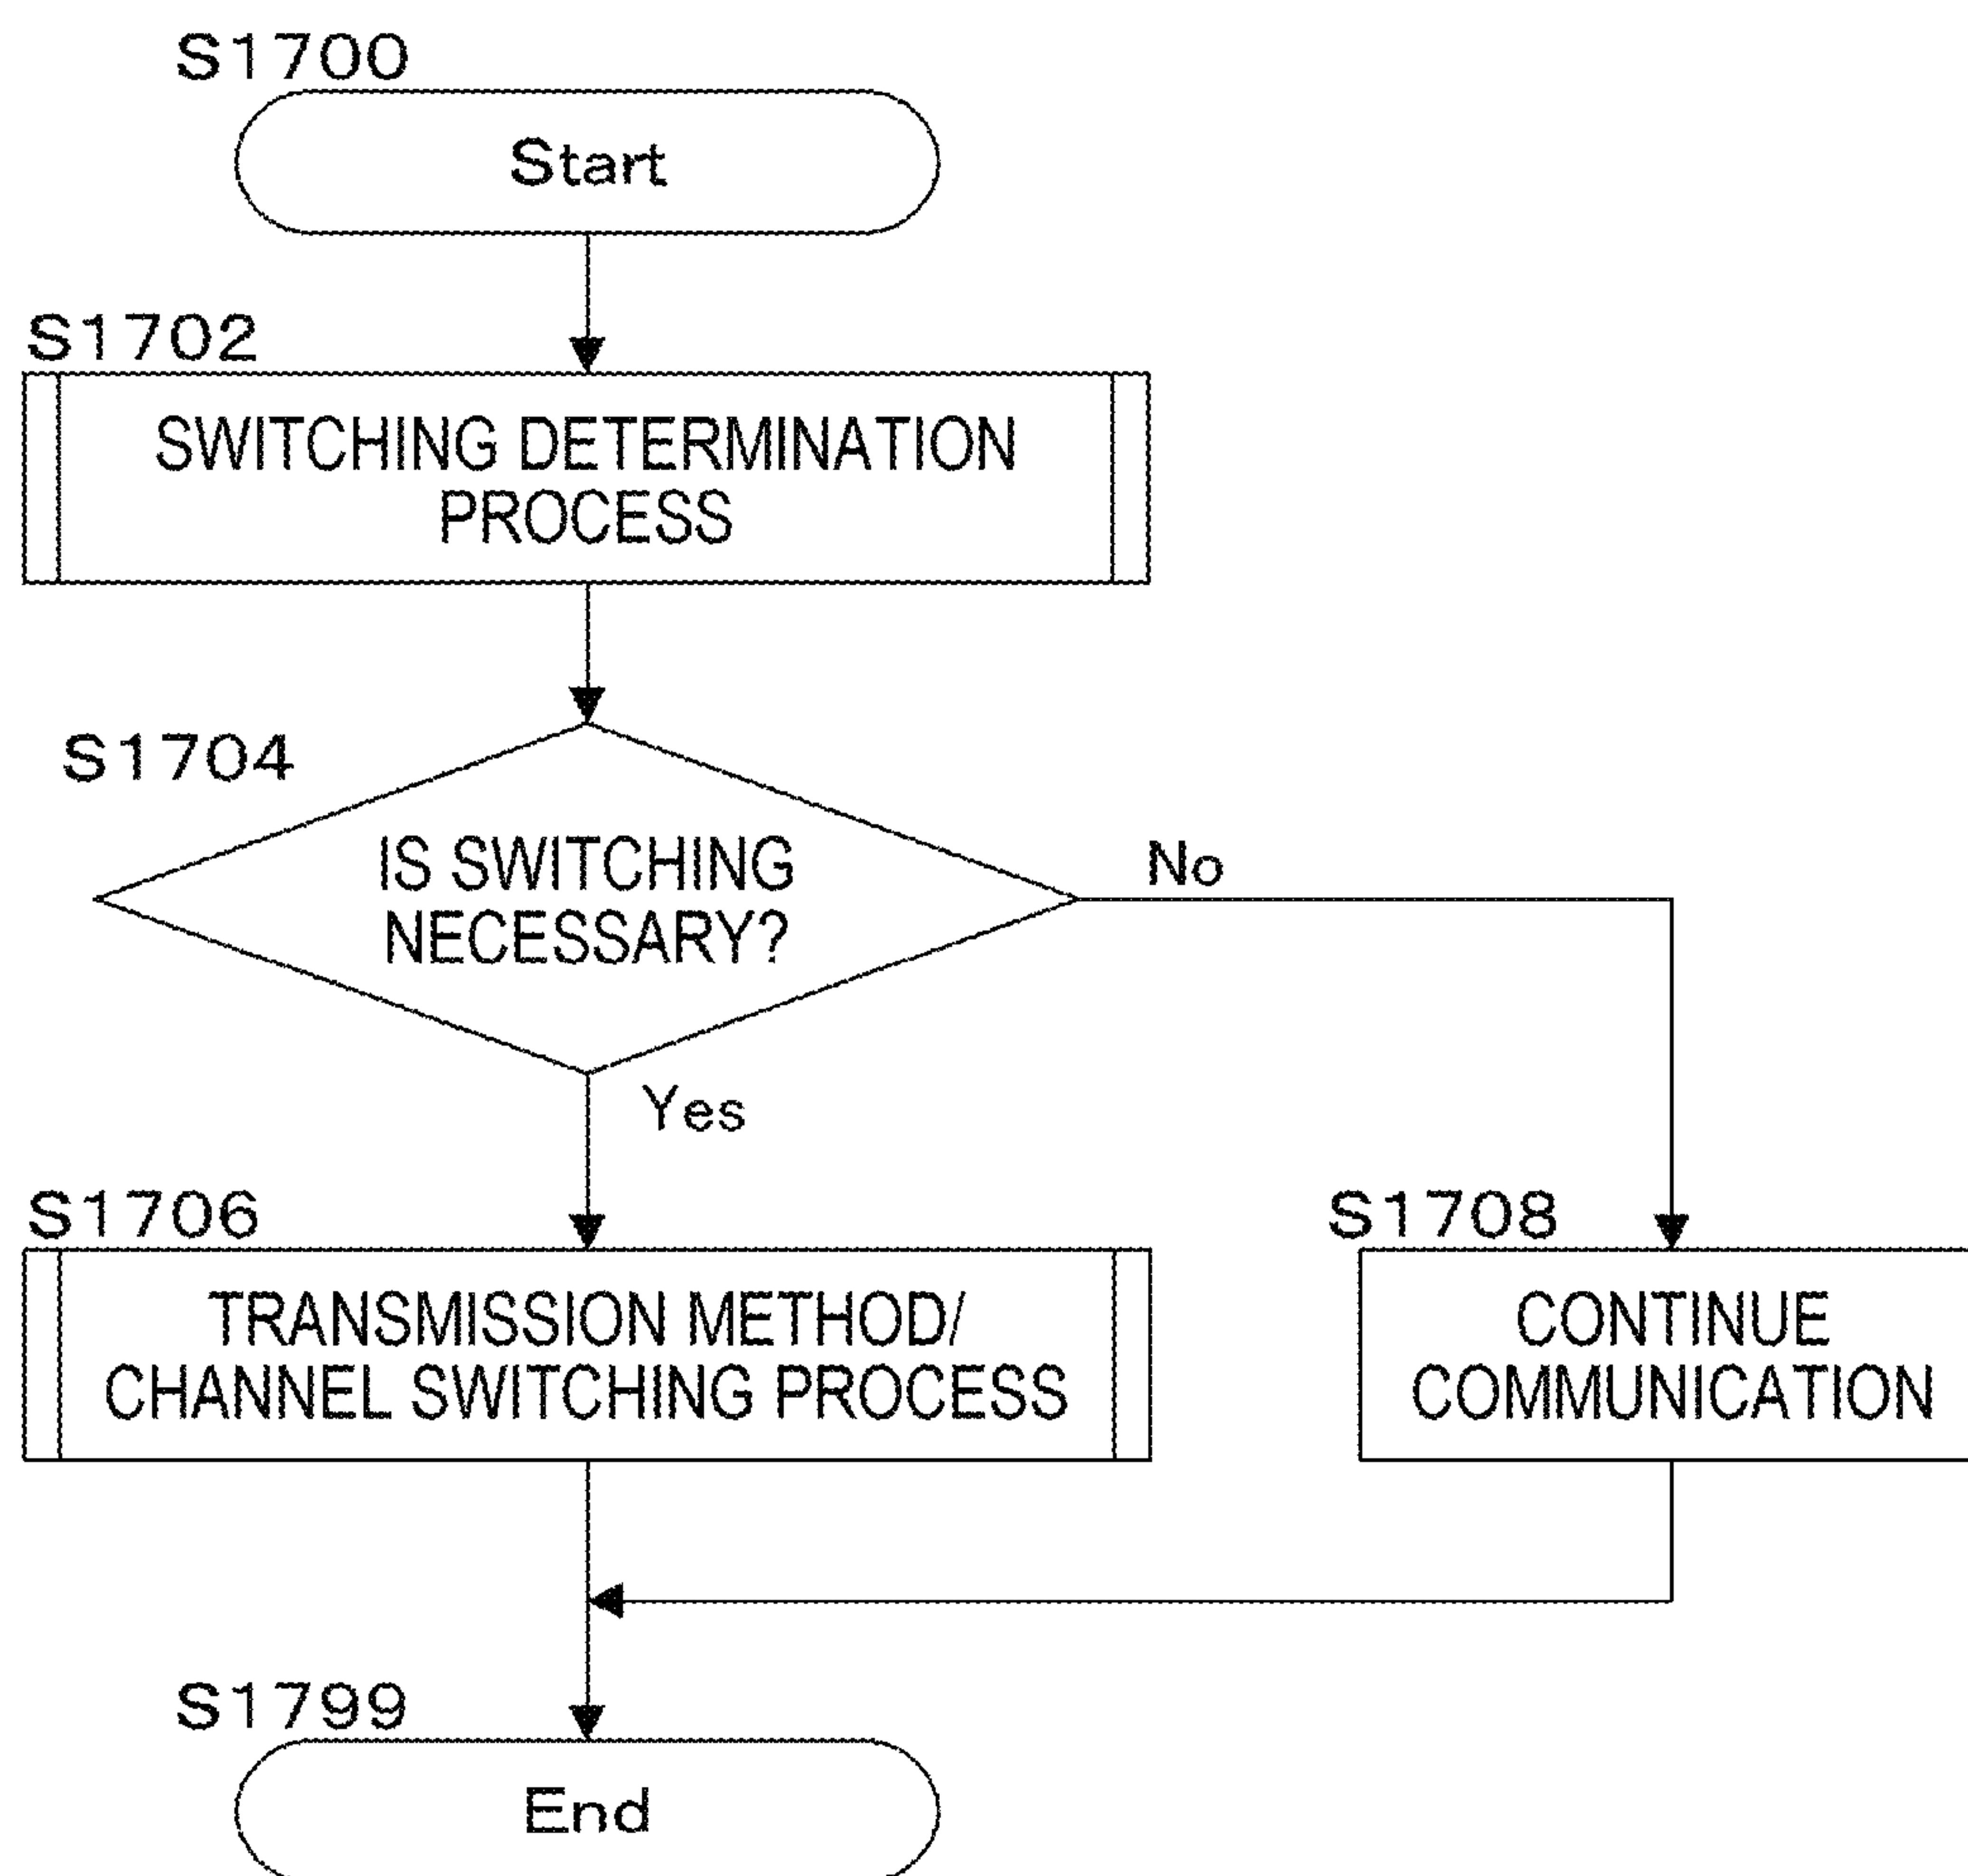 S1700
Start
S1702
SWITCHING DETERMINATION
PROCESS
S1704
IS SWITCHING
NECESSARY?
No
Yes
S1706
TRANSMISSION METHOD/
CHANNEL SWITCHING PROCESS
S1708
CONTINUE
COMMUNICATION
S1799
End